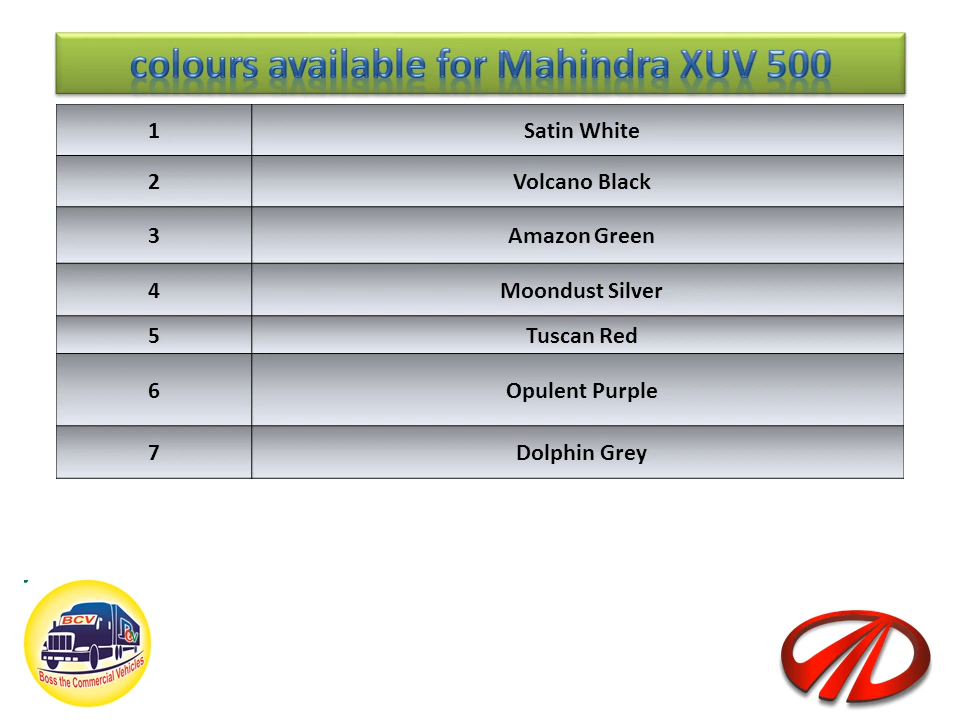 colours available for Mahindra XUV 500
1 Satin White
2 Volcano Black
3 Amazon Green
4 Moondust Silver
5 Tuscan Red
6 Opulent Purple
7 Dolphin Grey
BCV
Boss the Commercial Vehicles